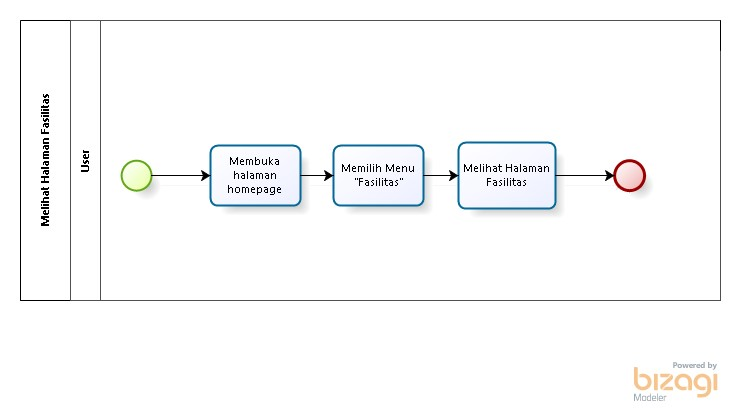 Melihat Halaman Fasilitas
User
Membuka
halaman
homepage
Memilih Menu
"Fasilitas"
Melihat Halaman
Fasilitas
Powered by
bizagi
Modeler